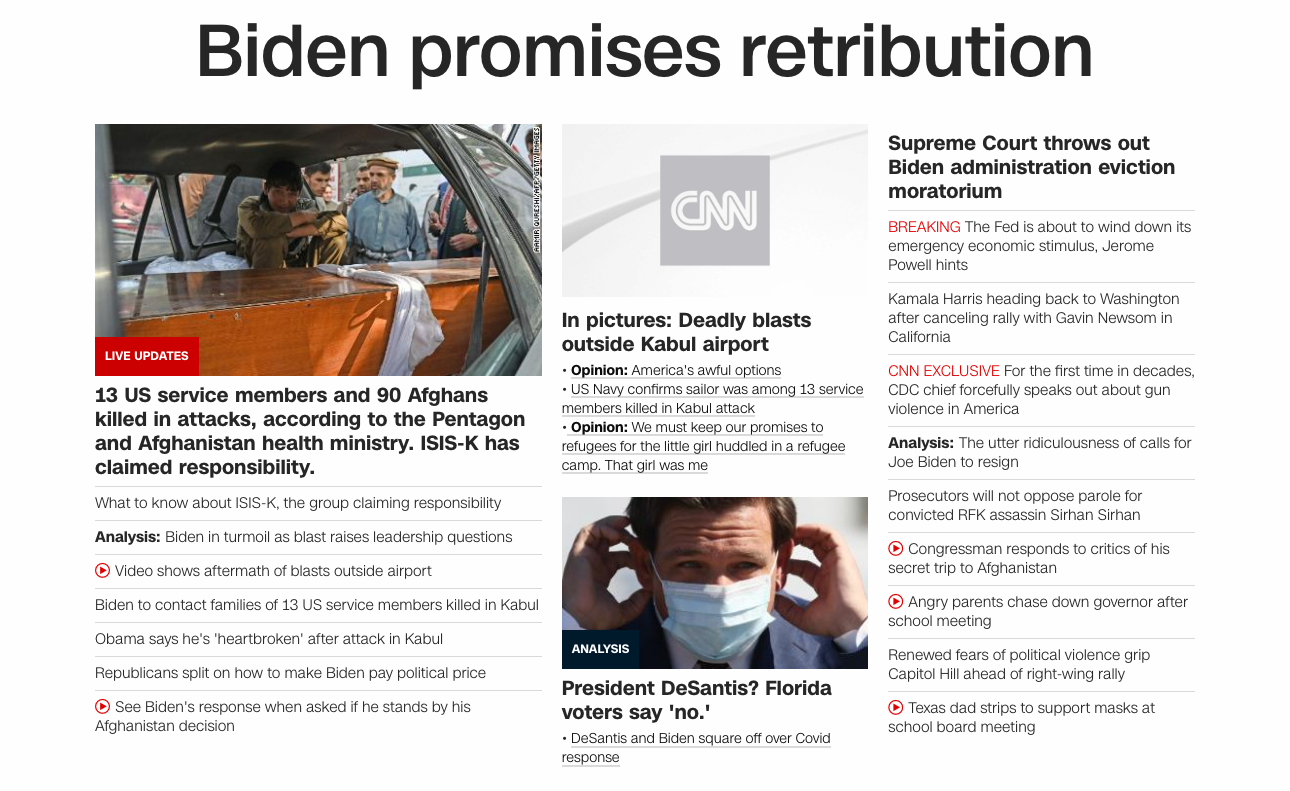 Biden promises retribution
AAMIR QURESHI/AFP/GETTY IMAGES
LIVE UPDATES
13 US service members and 90 Afghans
killed in attacks, according to the Pentagon
and Afghanistan health ministry. ISIS-K has
claimed responsibility.
What to know about ISIS-K, the group claiming responsibility
Analysis: Biden in turmoil as blast raises leadership questions
Video shows aftermath of blasts outside airport
Biden to contact families of 13 US service members killed in Kabul
Obama says he's 'heartbroken' after attack in Kabul
Republicans split on how to make Biden pay political price
See Biden's response when asked if he stands by his
Afghanistan decision
CNN
In pictures: Deadly blasts
outside Kabul airport
• Opinion: America's awful options
• US Navy confirms sailor was among 13 service
members killed in Kabul attack
• Opinion: We must keep our promises to
refugees for the little girl huddled in a refugee
camp. That girl was me
ANALYSIS
President DeSantis? Florida
voters say 'no.'
• DeSantis and Biden square off over Covid
response
Supreme Court throws out
Biden administration eviction
moratorium
BREAKING The Fed is about to wind down its
emergency economic stimulus, Jerome
Powell hints
Kamala Harris heading back to Washington
after canceling rally with Gavin Newsom in
California
CNN EXCLUSIVE For the first time in decades,
CDC chief forcefully speaks out about gun
violence in America
Analysis: The utter ridiculousness of calls for
Joe Biden to resign
Prosecutors will not oppose parole for
convicted RFK assassin Sirhan Sirhan
Congressman responds to critics of his
secret trip to Afghanistan
Angry parents chase down governor after
school meeting
Renewed fears of political violence grip
Capitol Hill ahead of right-wing rally
Texas dad strips to support masks at
school board meeting